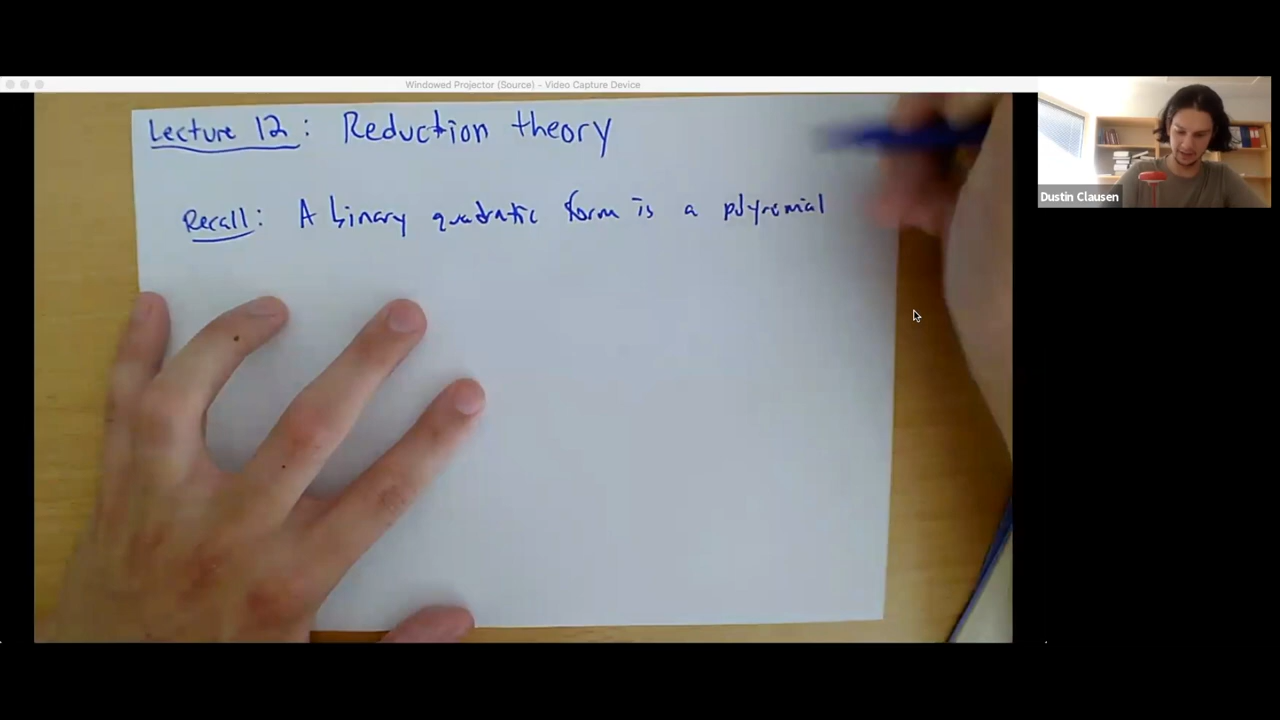 Windowed Projector (Source) - Video Capture Device
Lecture 12: Reduction theory
Recall: A binary quadratic form is a polynomial
Dustin Clausen